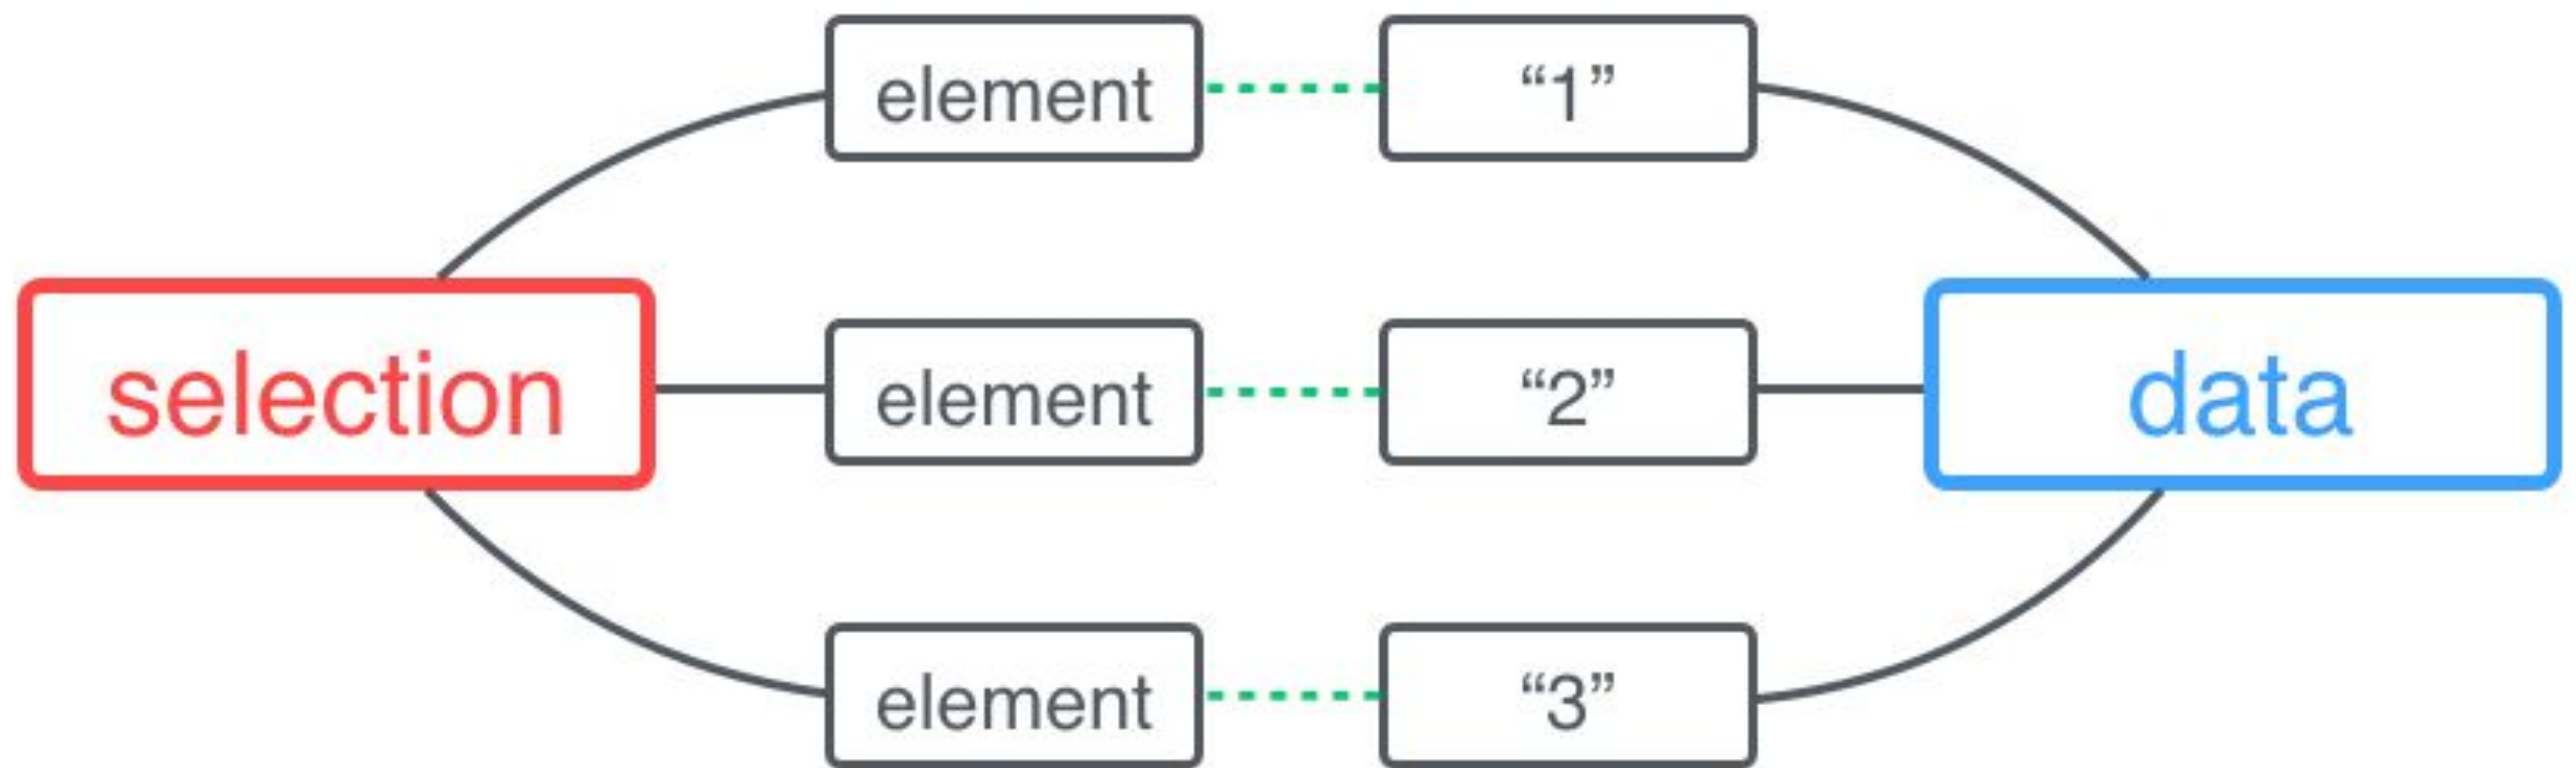 element
“1”
selection
element
“2”
data
element
“3”